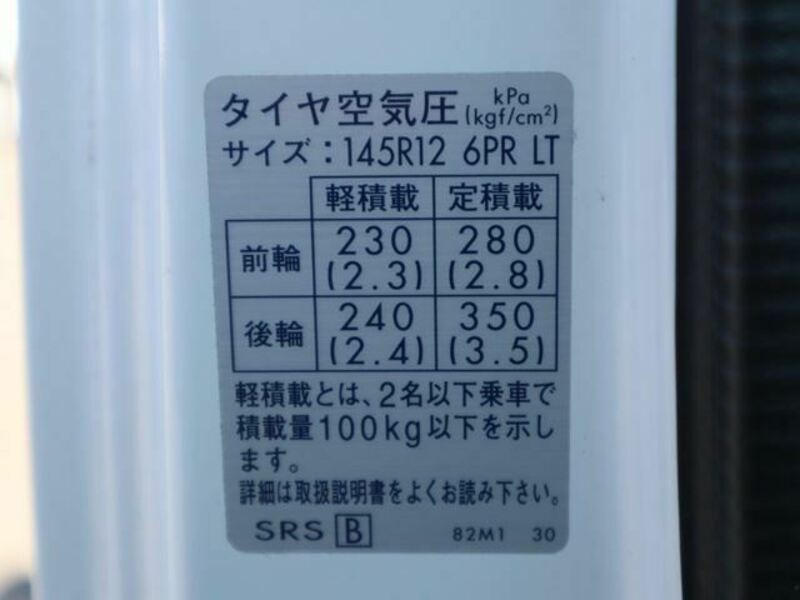 タイヤ空気圧 kPa
(kgf/cm²)
サイズ：145R12 6PR LT
軽積載 定積載
前輪 230 280
(2.3) (2.8)
後輪 240 350
(2.4) (3.5)
軽積載とは、2名以下乗車で
積載量100kg以下を示し
ます。
詳細は取扱説明書をよくお読み下さい。
SRS B 82M1 30